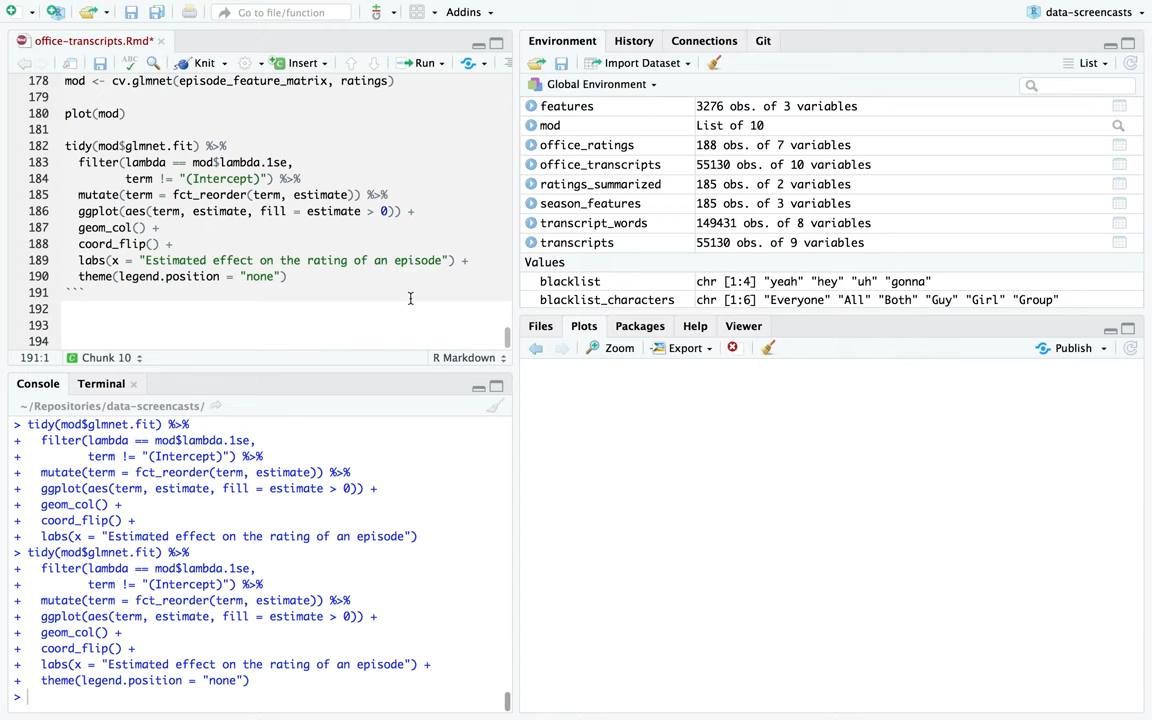 Go to file/function
Addins
data-screencasts
office-transcripts.Rmd*
ABC
Knit
Insert
Run
178 mod <- cv.glmnet(episode_feature_matrix, ratings)
179
180 plot(mod)
181
182 tidy(mod$glmnet.fit) %>%
183 filter(lambda == mod$lambda.1se,
184 term != "(Intercept)") %>%
185 mutate(term = fct_reorder(term, estimate)) %>%
186 ggplot(aes(term, estimate, fill = estimate > 0)) +
187 geom_col() +
188 coord_flip() +
189 labs(x = "Estimated effect on the rating of an episode") +
190 theme(legend.position = "none")
191 ```
192
193
194
191:1 Chunk 10 R Markdown
Console Terminal
~/Repositories/data-screencasts/
> tidy(mod$glmnet.fit) %>%
+ filter(lambda == mod$lambda.1se,
+ term != "(Intercept)") %>%
+ mutate(term = fct_reorder(term, estimate)) %>%
+ ggplot(aes(term, estimate, fill = estimate > 0)) +
+ geom_col() +
+ coord_flip() +
+ labs(x = "Estimated effect on the rating of an episode")
> tidy(mod$glmnet.fit) %>%
+ filter(lambda == mod$lambda.1se,
+ term != "(Intercept)") %>%
+ mutate(term = fct_reorder(term, estimate)) %>%
+ ggplot(aes(term, estimate, fill = estimate > 0)) +
+ geom_col() +
+ coord_flip() +
+ labs(x = "Estimated effect on the rating of an episode") +
+ theme(legend.position = "none")
>
Environment History Connections Git
Import Dataset List
Global Environment
features 3276 obs. of 3 variables
mod List of 10
office_ratings 188 obs. of 7 variables
office_transcripts 55130 obs. of 10 variables
ratings_summarized 185 obs. of 2 variables
season_features 185 obs. of 3 variables
transcript_words 149431 obs. of 8 variables
transcripts 55130 obs. of 9 variables
Values
blacklist chr [1:4] "yeah" "hey" "uh" "gonna"
blacklist_characters chr [1:6] "Everyone" "All" "Both" "Guy" "Girl" "Group"
Files Plots Packages Help Viewer
Zoom Export Publish